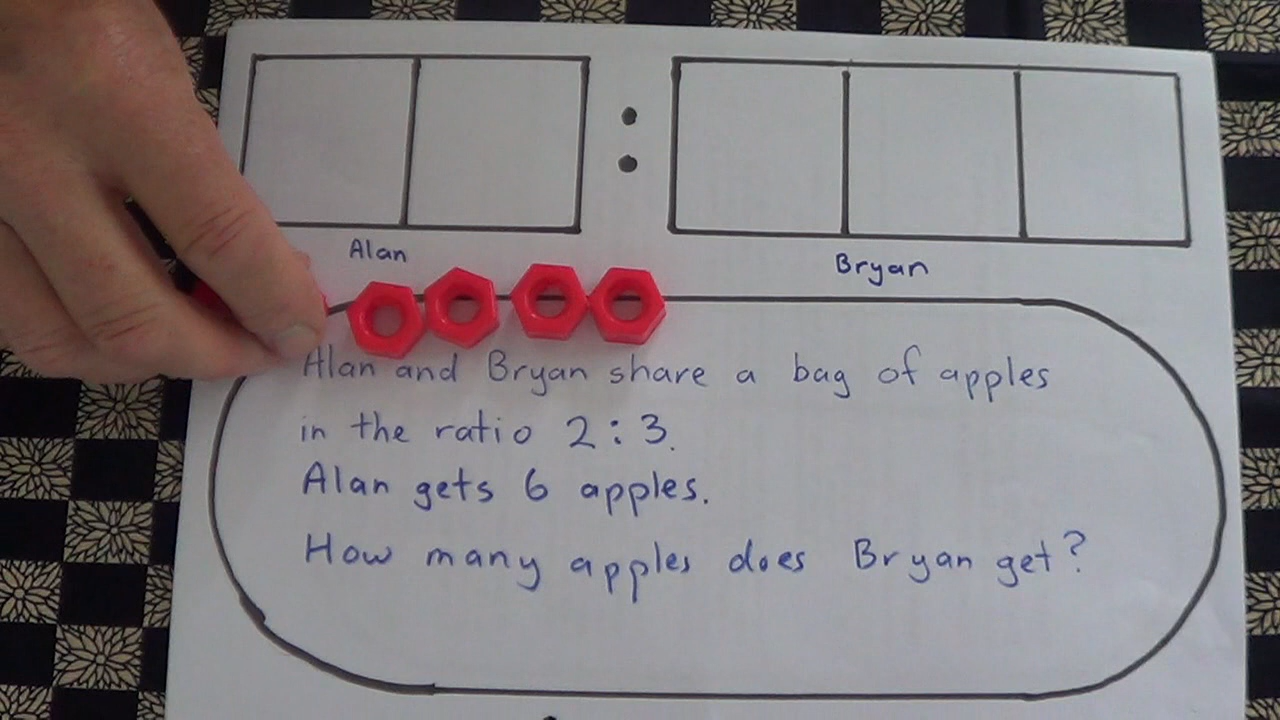 Alan
Bryan
Alan and Bryan share a bag of apples
in the ratio 2:3.
Alan gets 6 apples.
How many apples does Bryan get?